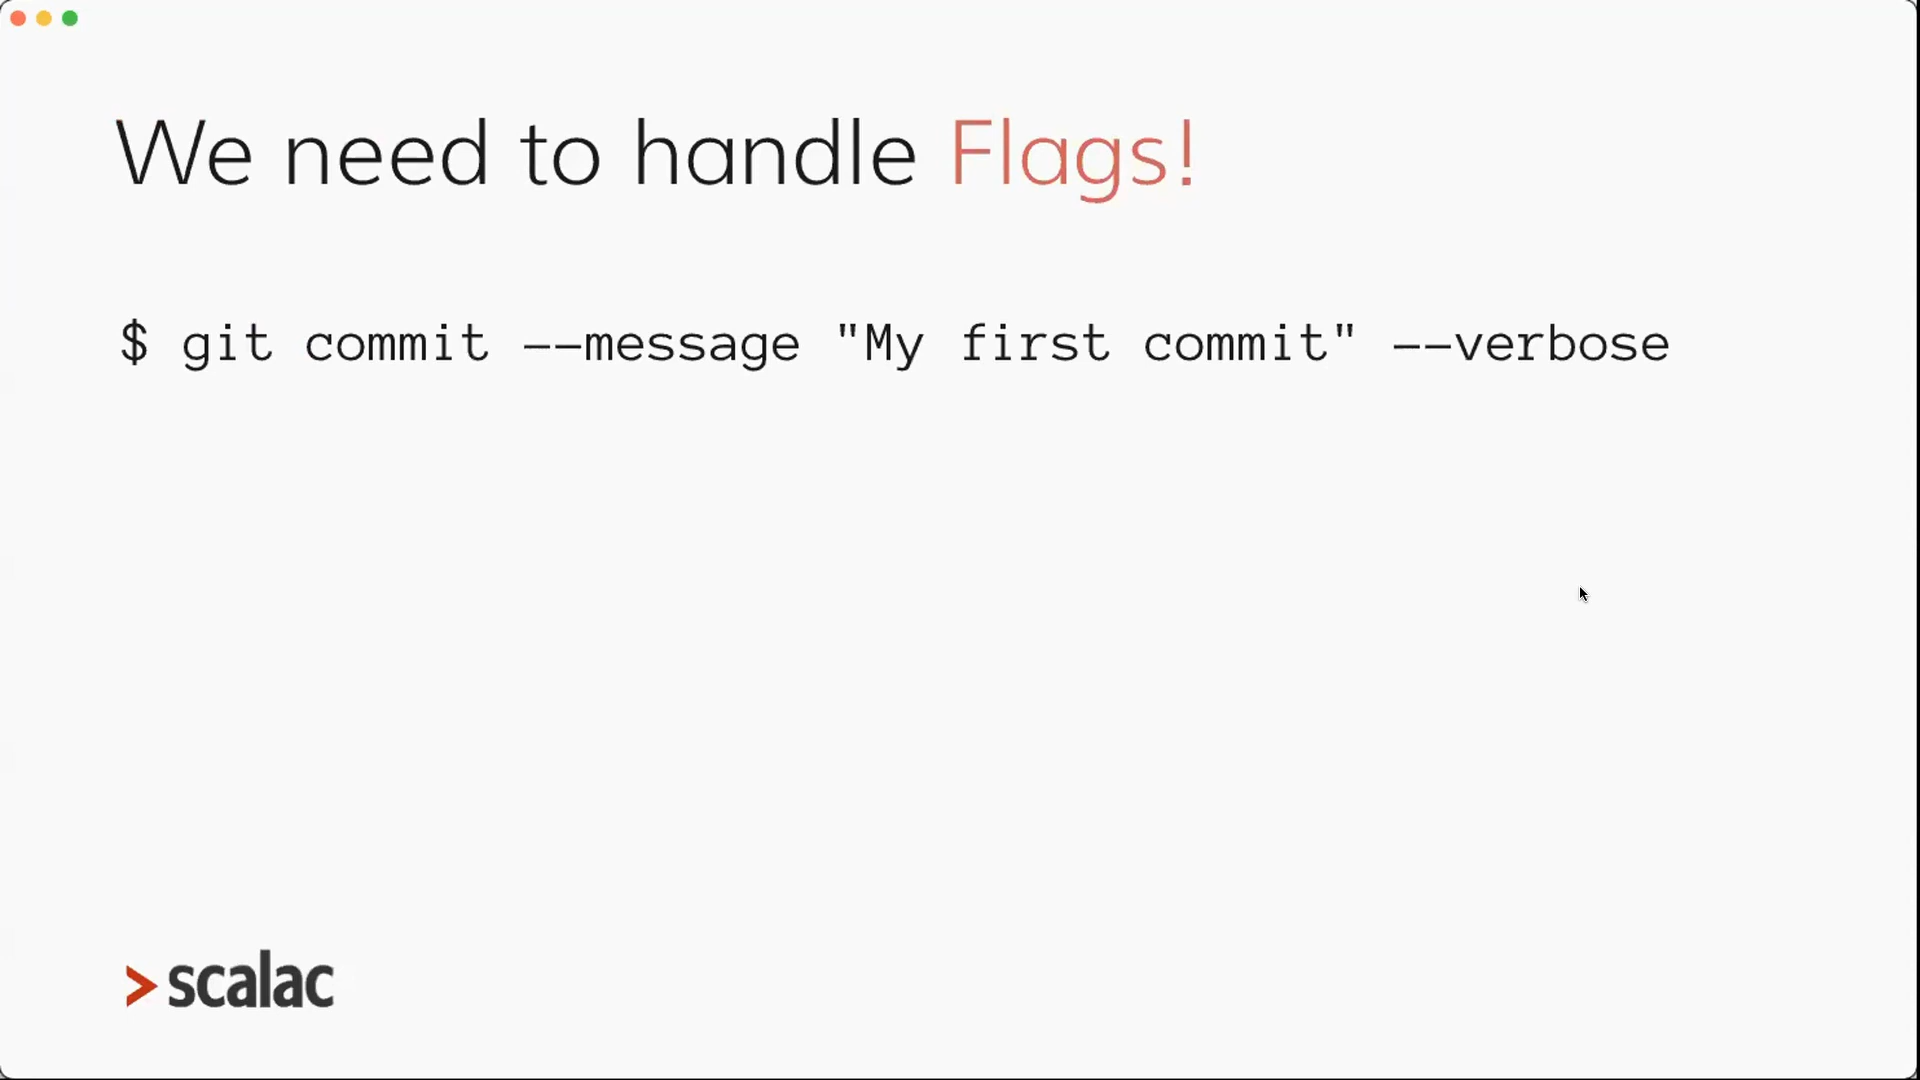 We need to handle Flags!
$ git commit --message "My first commit" --verbose
> scalac